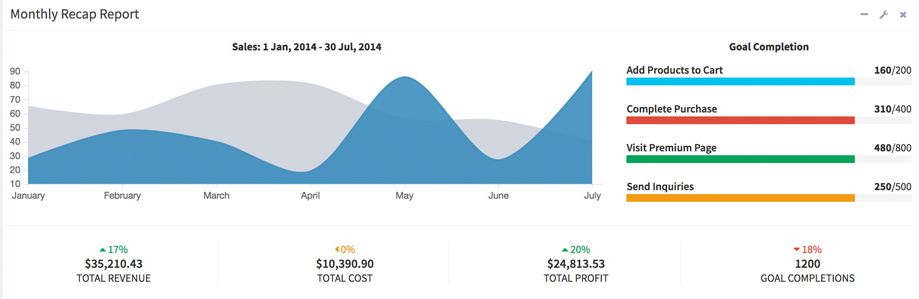 Monthly Recap Report
Sales: 1 Jan, 2014 - 30 Jul, 2014
90
80
70
60
50
40
30
20
10
January February March April May June July
Goal Completion
Add Products to Cart 160/200
Complete Purchase 310/400
Visit Premium Page 480/800
Send Inquiries 250/500
17%
$35,210.43
TOTAL REVENUE
0%
$10,390.90
TOTAL COST
20%
$24,813.53
TOTAL PROFIT
18%
1200
GOAL COMPLETIONS